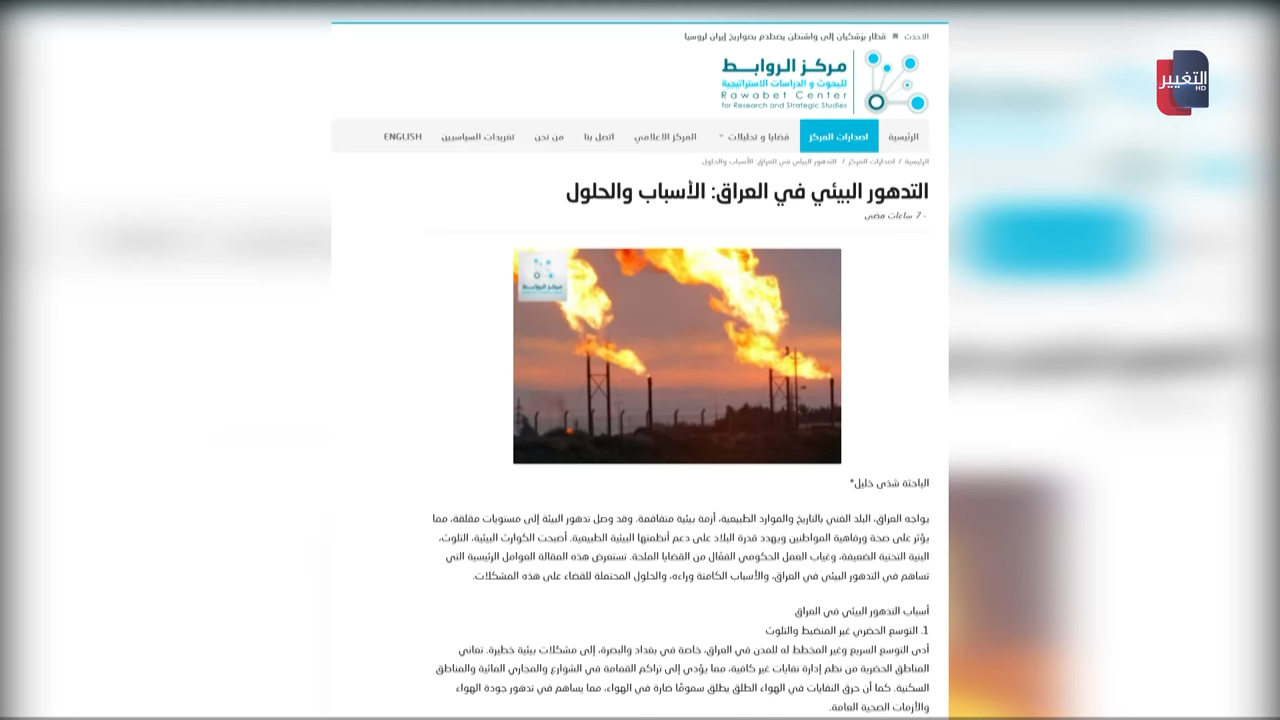 الاحدث قطار بزشكيان إلى واشنطن يصطدم بصواريخ إيران لروسيا
مركز الروابط
للبحوث و الدراسات الاستراتيجية
Rawabet Center
for Research and Strategic Studies
التغيير
HD
الرئيسية اصدارات المركز قضايا و تحليلات المركز الاعلامي اتصل بنا من نحن تغريدات السياسيين ENGLISH
الرئيسية / اصدارات المركز / التدهور البيئي في العراق: الأسباب والحلول
التدهور البيئي في العراق: الأسباب والحلول
- 7 ساعات مضى
مركز الروابط
الباحثة شذى خليل*
يواجه العراق، البلد الغني بالتاريخ والموارد الطبيعية، أزمة بيئية متفاقمة. وقد وصل تدهور البيئة إلى مستويات مقلقة، مما
يؤثر على صحة ورفاهية المواطنين ويهدد قدرة البلاد على دعم أنظمتها البيئية الطبيعية. أصبحت الكوارث البيئية، التلوث،
البنية التحتية الضعيفة، وغياب العمل الحكومي الفعّال من القضايا الملحة. تستعرض هذه المقالة العوامل الرئيسية التي
تساهم في التدهور البيئي في العراق، والأسباب الكامنة وراءه، والحلول المحتملة للقضاء على هذه المشكلات.
أسباب التدهور البيئي في العراق
1. التوسع الحضري غير المنضبط والتلوث
أدى التوسع السريع وغير المخطط له للمدن في العراق، خاصة في بغداد والبصرة، إلى مشكلات بيئية خطيرة. تعاني
المناطق الحضرية من نظم إدارة نفايات غير كافية، مما يؤدي إلى تراكم القمامة في الشوارع والمجاري المائية والمناطق
السكنية. كما أن حرق النفايات في الهواء الطلق يطلق سمومًا ضارة في الهواء، مما يساهم في تدهور جودة الهواء
والأزمات الصحية العامة.